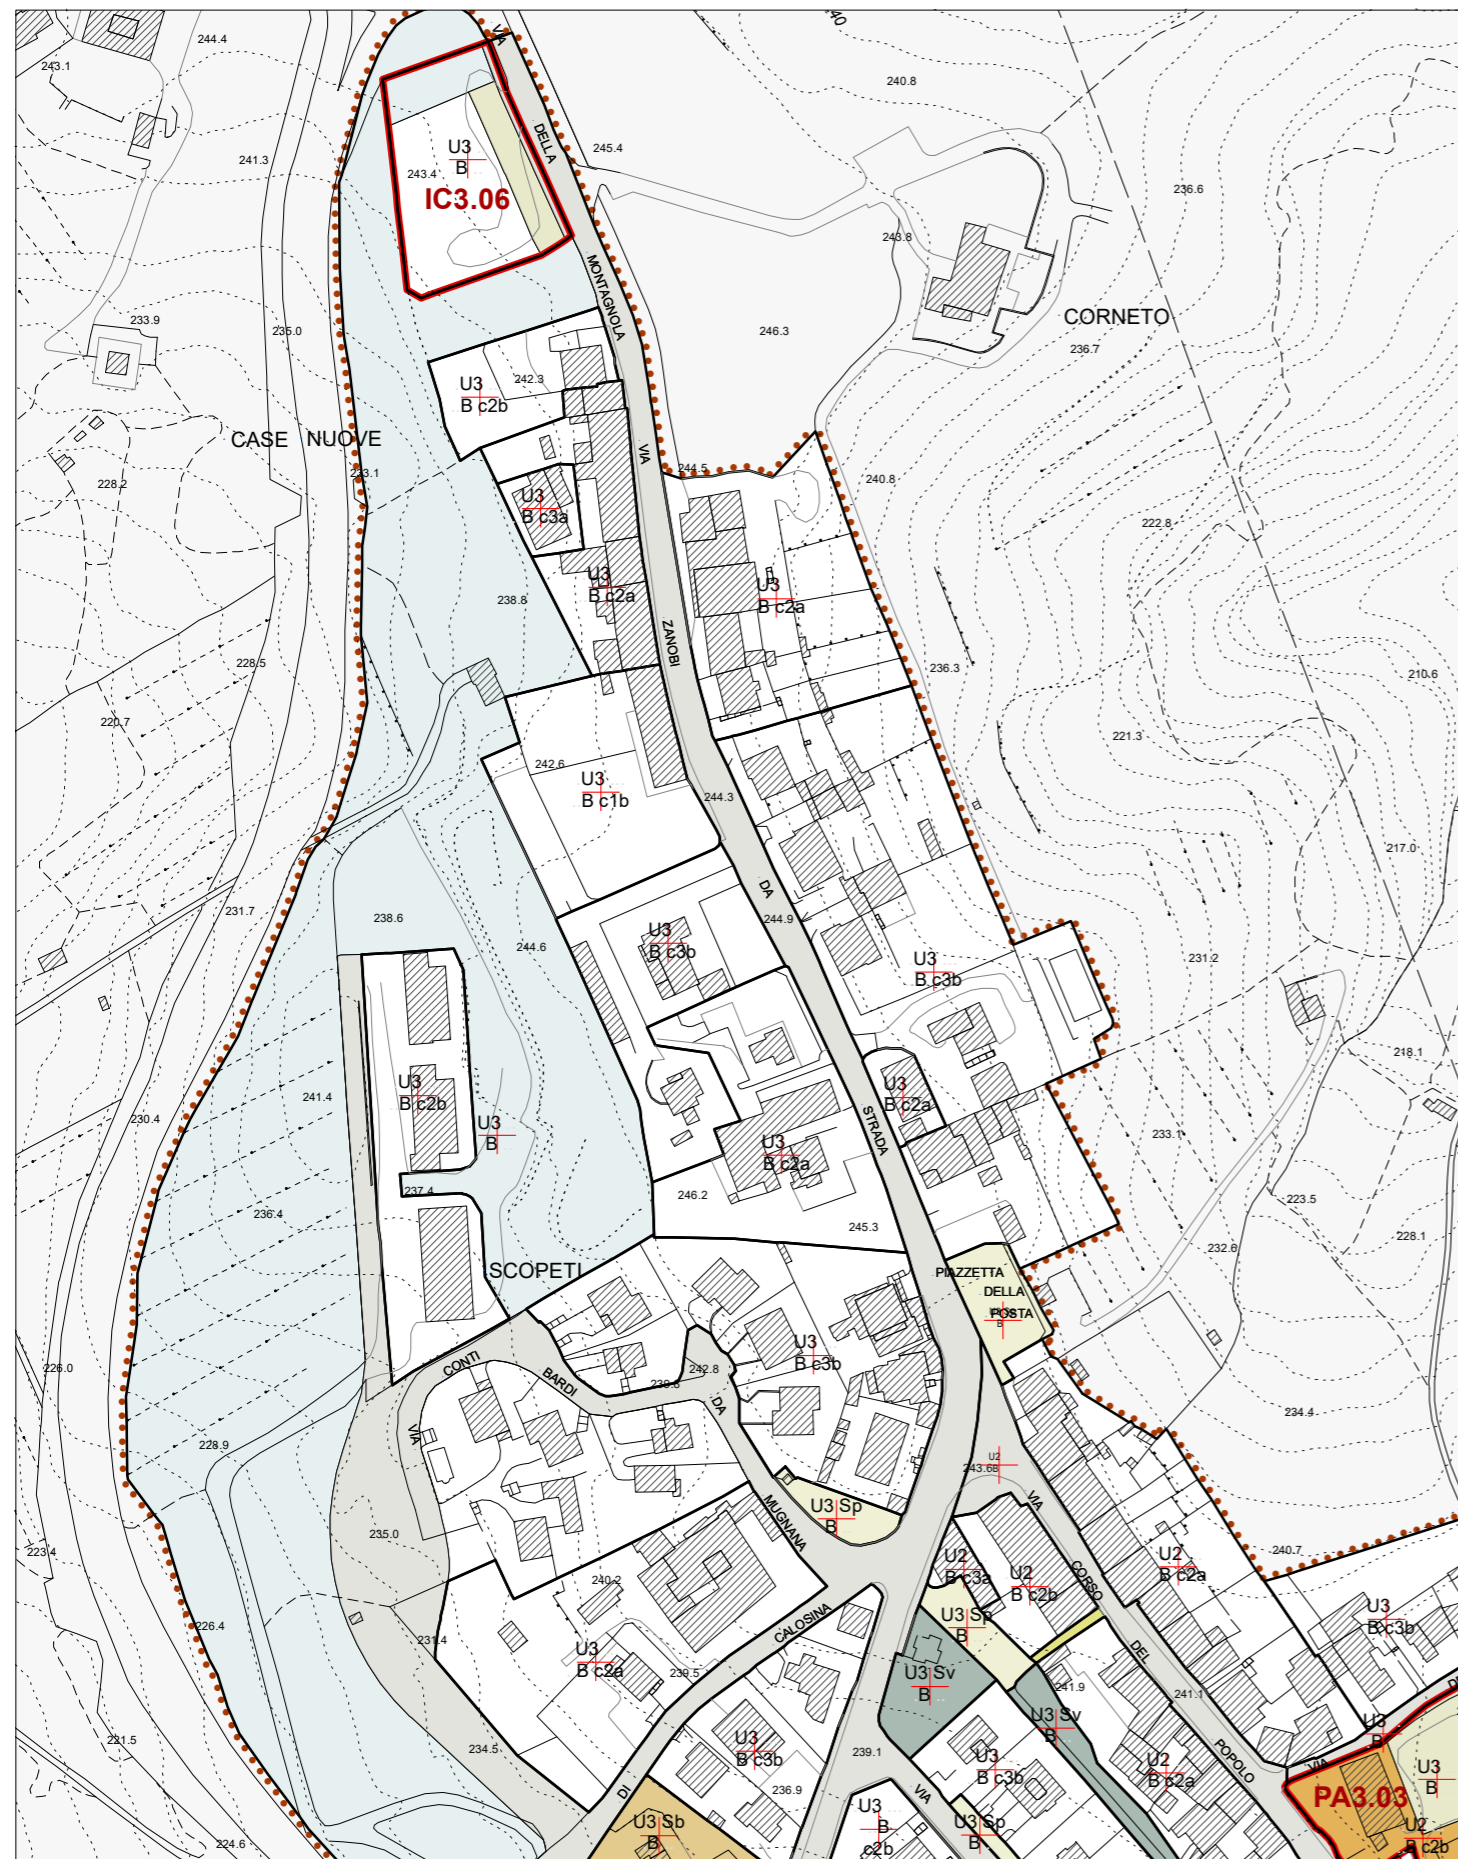 40
244.4
243.1
240.8
VIA
DELLA
245.4
241.3
U3
B
243.4
IC3.06
236.6
243.8
MONTAGNOLA
233.9
235.0
246.3
CORNETO
236.7
U3
B c2b
242.3
CASE NUOVE
VIA
233.1
244.5
240.8
228.2
U3
B c3a
222.8
U3
B c2a
238.8
U3
B c2a
ZANOBI
228.5
236.3
210.6
220.7
221.3
242.6
U3
B c1b
244.3
217.0
DA
231.7
238.6
244.9
244.6
U3
B c3b
U3
B c3b
231.2
218.1
241.4
U3
B c2b
U3
B c2a
230.4
U3
B
STRADA
233.1
U3
B c2a
237.4
246.2
223.5
236.4
245.3
228.1
232.6
SCOPETI
PIAZZETTA
DELLA
POSTA
B
U3
B c3b
CONTI
226.0
242.8
BARDI
239.8
DA
234.4
VIA
228.9
U2
243.6B
VIA
U3 Sp
B
MUGNANA
235.0
223.4
240.7
U2
B c3a
U2
B c2b
CORSO
U2
B c2a
240.2
CALOSINA
226.4
U3 Sp
B
U3
B c3b
231.4
DEL
U3
B c2a
239.5
U3 Sv
B
241.9
241.1
U3 Sv
B
221.5
234.5
U3
B c3b
239.1
U3
B
POPOLO
U3
B c3b
U2
B c2a
VIA
DI
U3
B
236.9
VIA
PA3.03
DI
U3
B
c2b
U3 Sp
B
U3 Sb
B
U2
B c2b
224.6